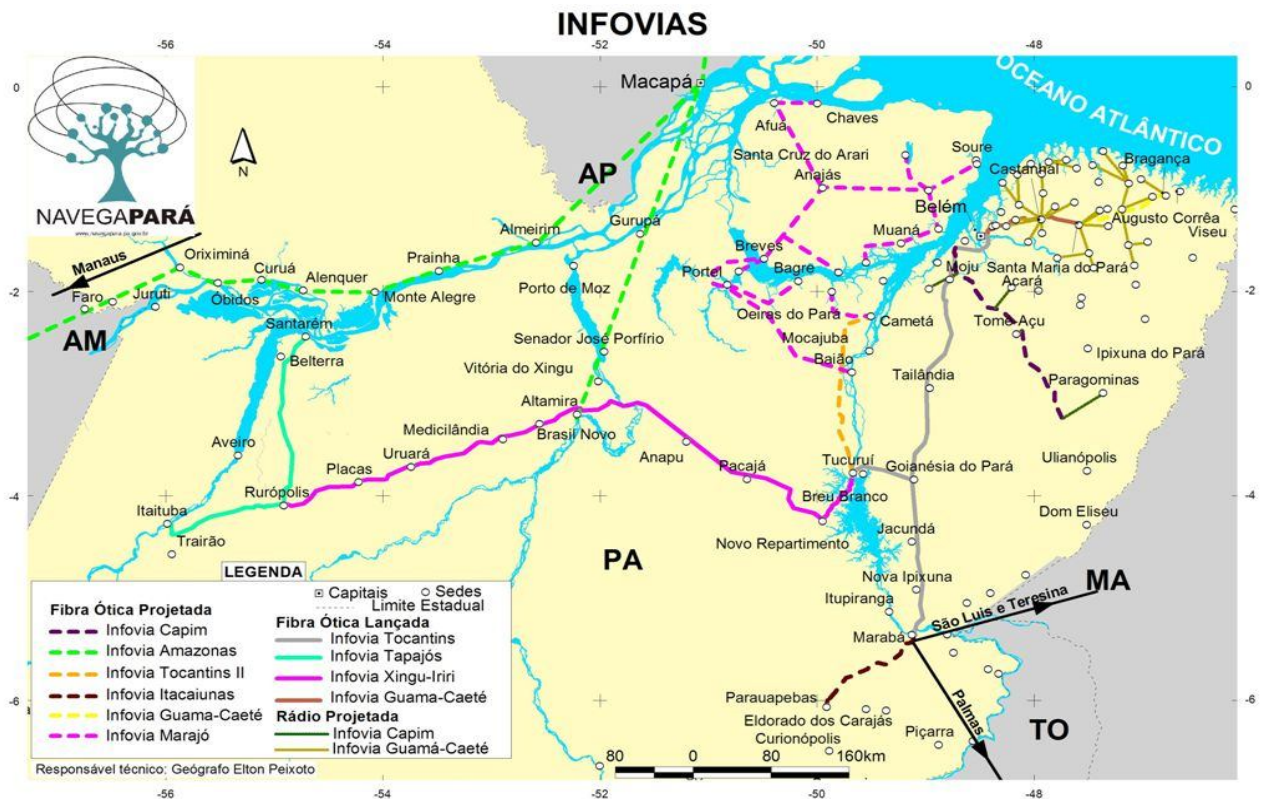 INFOVIAS
-56
-54
-52
-50
-48
0
0
NAVEGAPARÁ
www.navegapara.pa.gov.br
Macapá
OCEANO ATLÂNTICO
Afuá
Chaves
Santa Cruz do Arari
Soure
Bragança
Castanhal
Anajás
AP
Belém
Augusto Corrêa
Viseu
Gurupá
Almeirim
Muaná
Manaus
Oriximiná
Curuá
Alenquer
Prainha
Breves
Portel
Bagre
Moju
Santa Maria do Pará
Acará
Faro
Juruti
Óbidos
Monte Alegre
Porto de Moz
-2
-2
AM
Santarém
Oeiras do Pará
Cametá
Tomé-Açu
Belterra
Senador José Porfírio
Mocajuba
Baião
Ipixuna do Pará
Vitória do Xingu
Tailândia
Paragominas
Altamira
Medicilândia
Brasil Novo
Aveiro
Uruará
Anapu
Tucuruí
Goianésia do Pará
Ulianópolis
Placas
Pacajá
Rurópolis
Breu Branco
-4
-4
Itaituba
Dom Eliseu
Jacundá
Trairão
Novo Repartimento
PA
Nova Ipixuna
MA
Itupiranga
São Luis e Teresina
Marabá
Palmas
Parauapebas
-6
Eldorado dos Carajás
TO
Curionópolis
Piçarra
LEGENDA
Capitais
Sedes
Limite Estadual
Fibra Ótica Projetada
Infovia Capim
Infovia Amazonas
Infovia Tocantins II
Infovia Itacaiunas
Infovia Guama-Caeté
Infovia Marajó
Fibra Ótica Lançada
Infovia Tocantins
Infovia Tapajós
Infovia Xingu-Iriri
Infovia Guama-Caeté
Rádio Projetada
Infovia Capim
Infovia Guamá-Caeté
Responsável técnico: Geógrafo Elton Peixoto
80 0 80 160km
N
-56
-54
-52
-50
-48